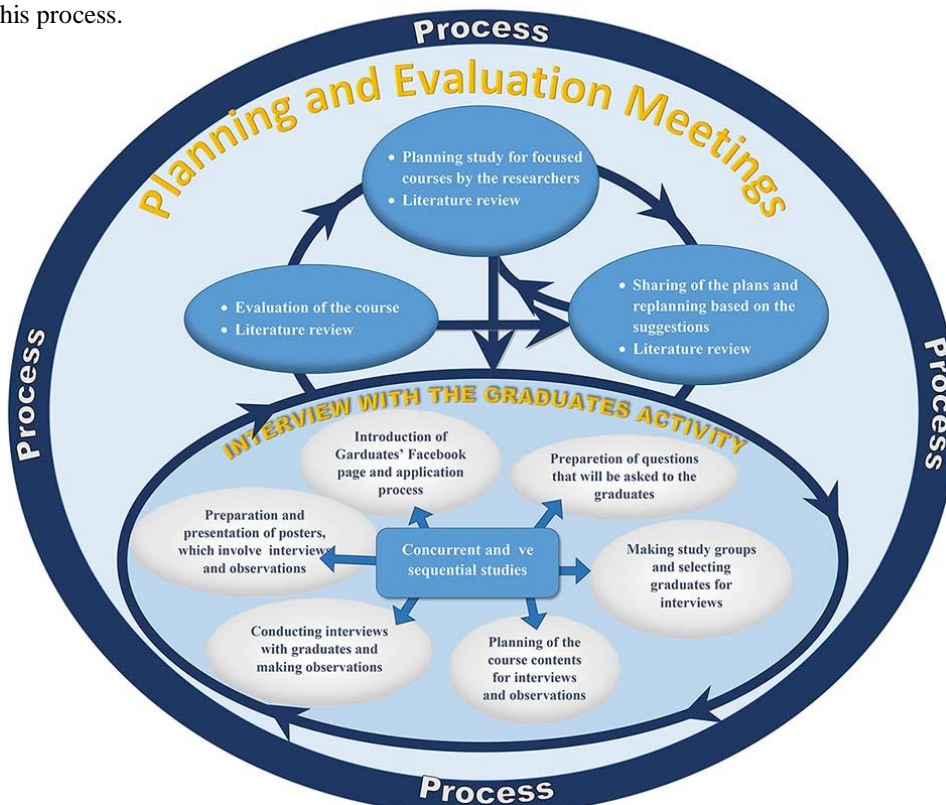 his process.
Process
Planning and Evaluation Meetings
• Planning study for focused
courses by the researchers
• Literature review
• Evaluation of the course
• Literature review
• Sharing of the plans and
replanning based on the
suggestions
• Literature review
Process
Process
INTERVIEW WITH THE GRADUATES ACTIVITY
Introduction of
Garduates' Facebook
page and application
process
Preparetion of questions
that will be asked to the
graduates
Preparation and
presentation of posters,
which involve interviews
and observations
Concurrent and ve
sequential studies
Making study groups
and selecting
graduates for
interviews
Conducting interviews
with graduates and
making observations
Planning of the
course contents
for interviews
and observations
Process